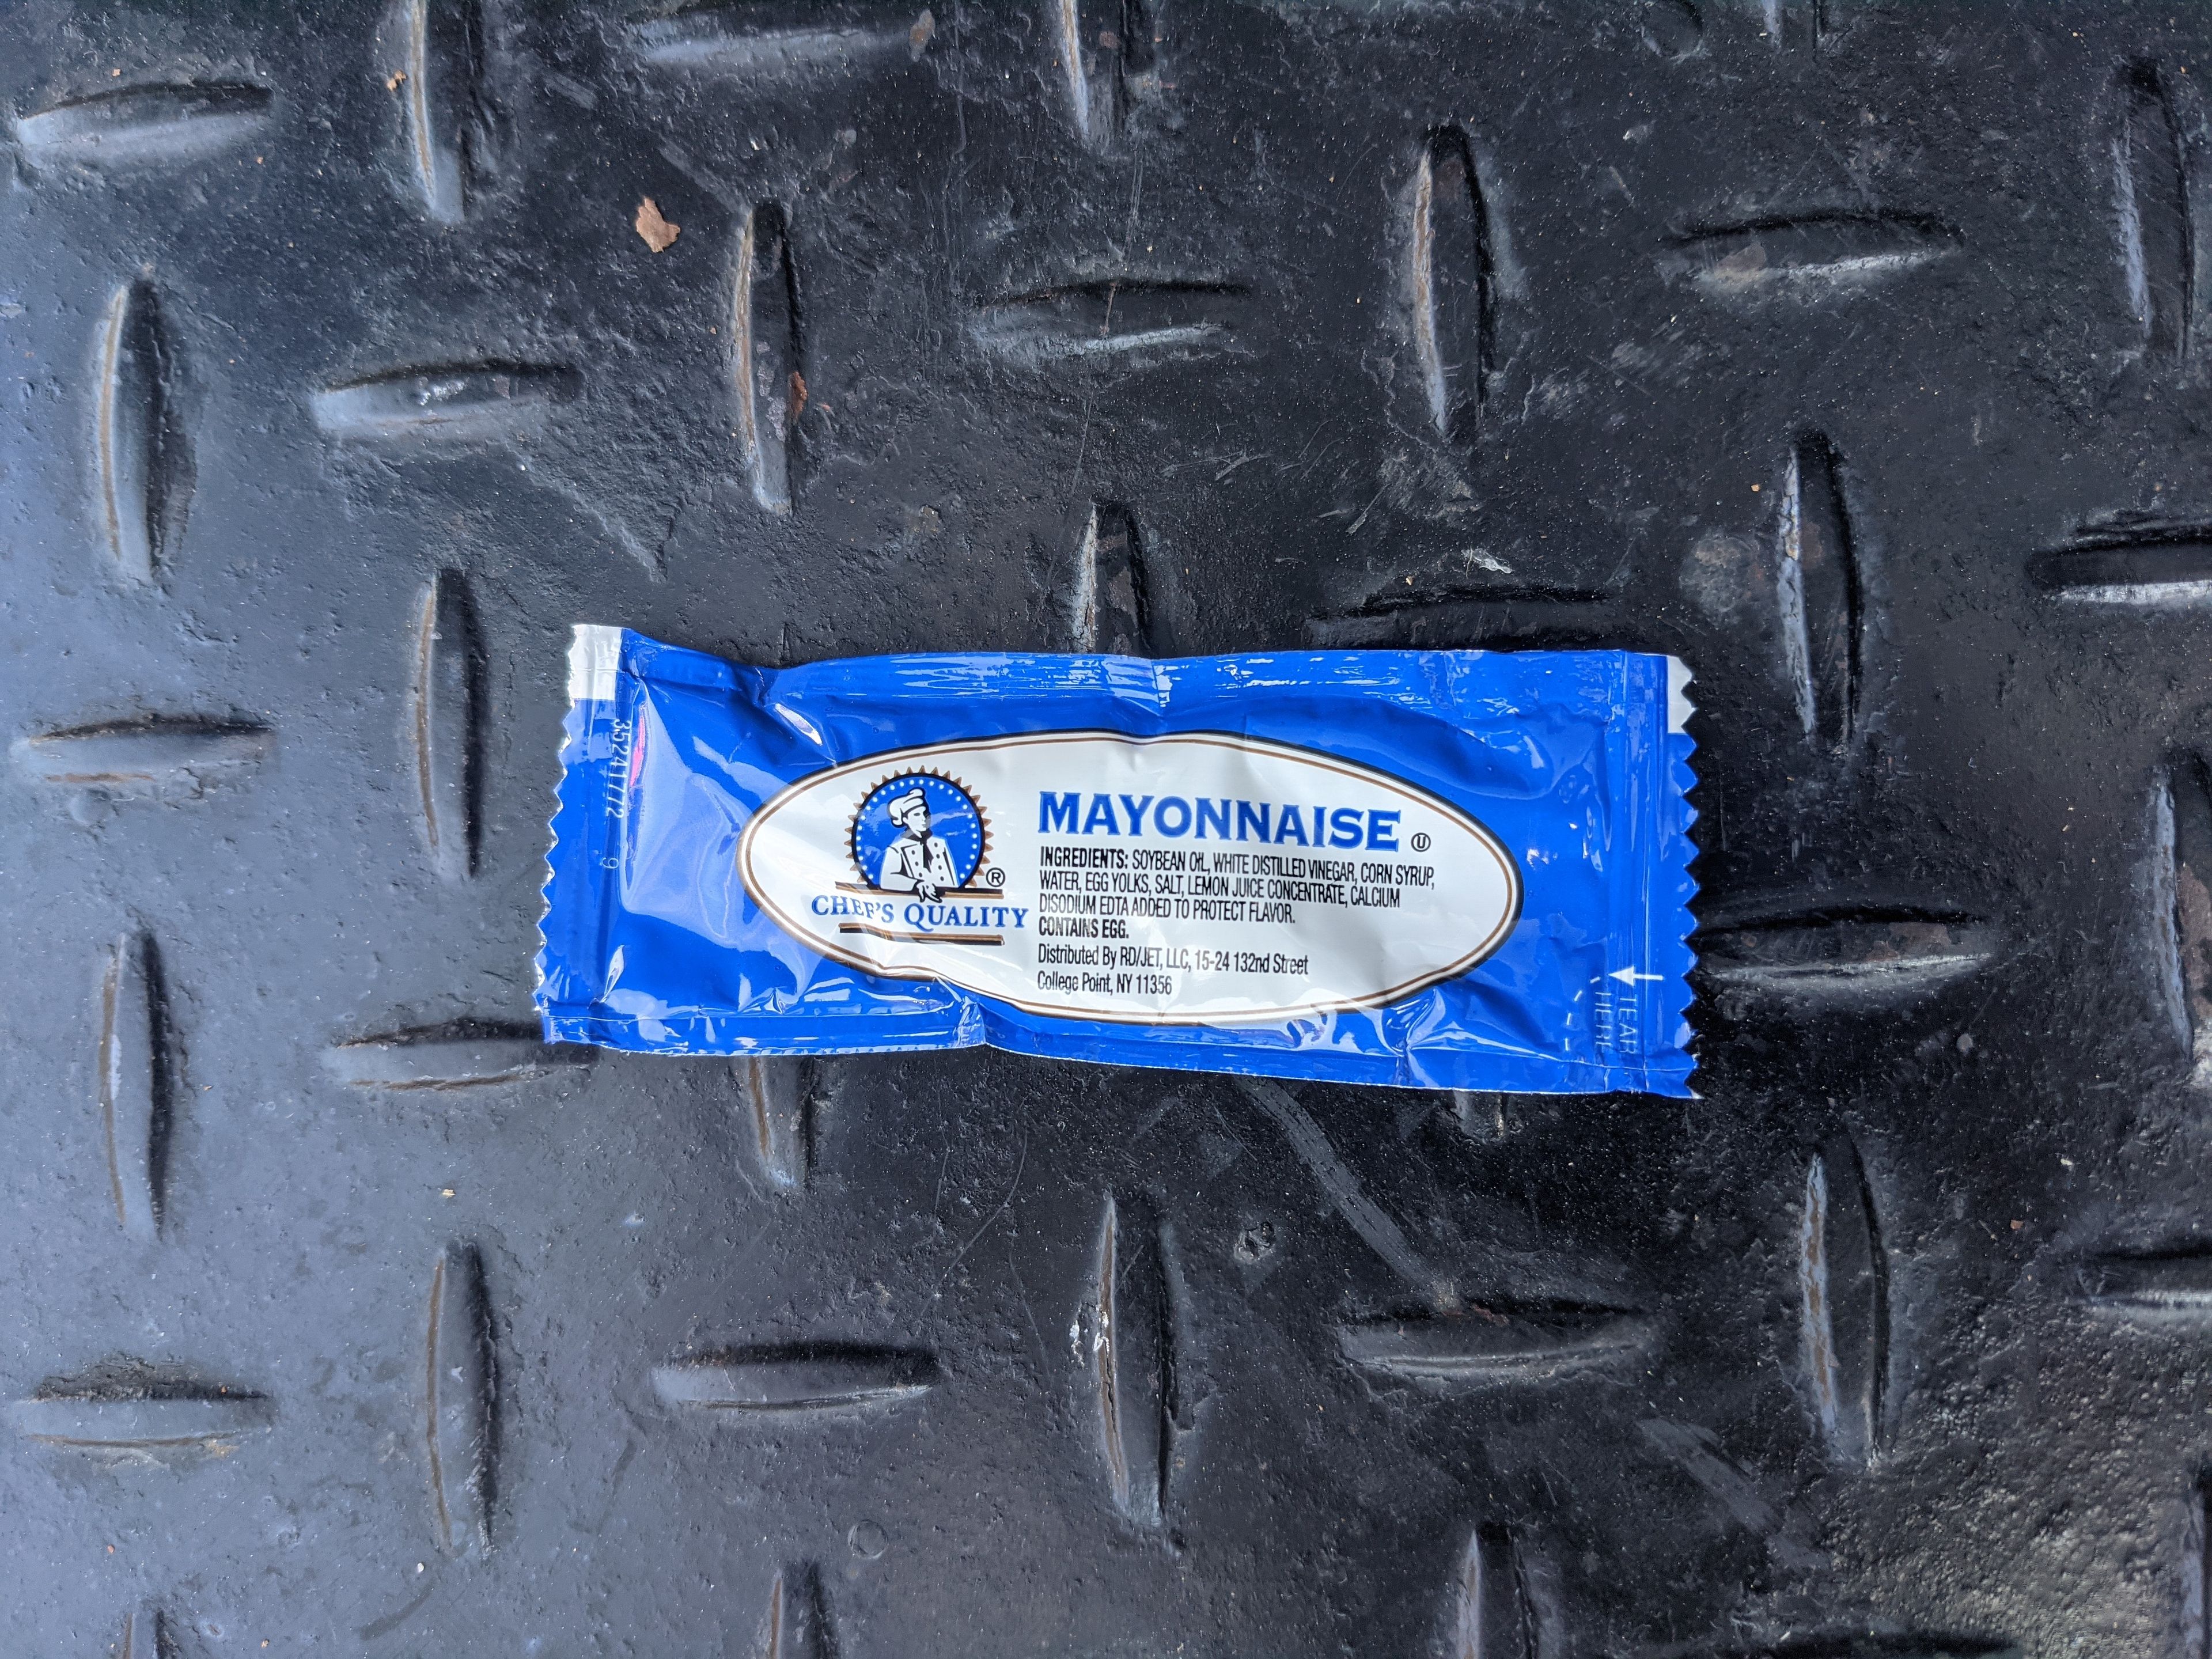 35241772 9
®
CHEF'S QUALITY
MAYONNAISE Ⓤ
INGREDIENTS: SOYBEAN OIL, WHITE DISTILLED VINEGAR, CORN SYRUP,
WATER, EGG YOLKS, SALT, LEMON JUICE CONCENTRATE, CALCIUM
DISODIUM EDTA ADDED TO PROTECT FLAVOR.
CONTAINS EGG.
Distributed By RD/JET, LLC, 15-24 132nd Street
College Point, NY 11356
TEAR
HERE